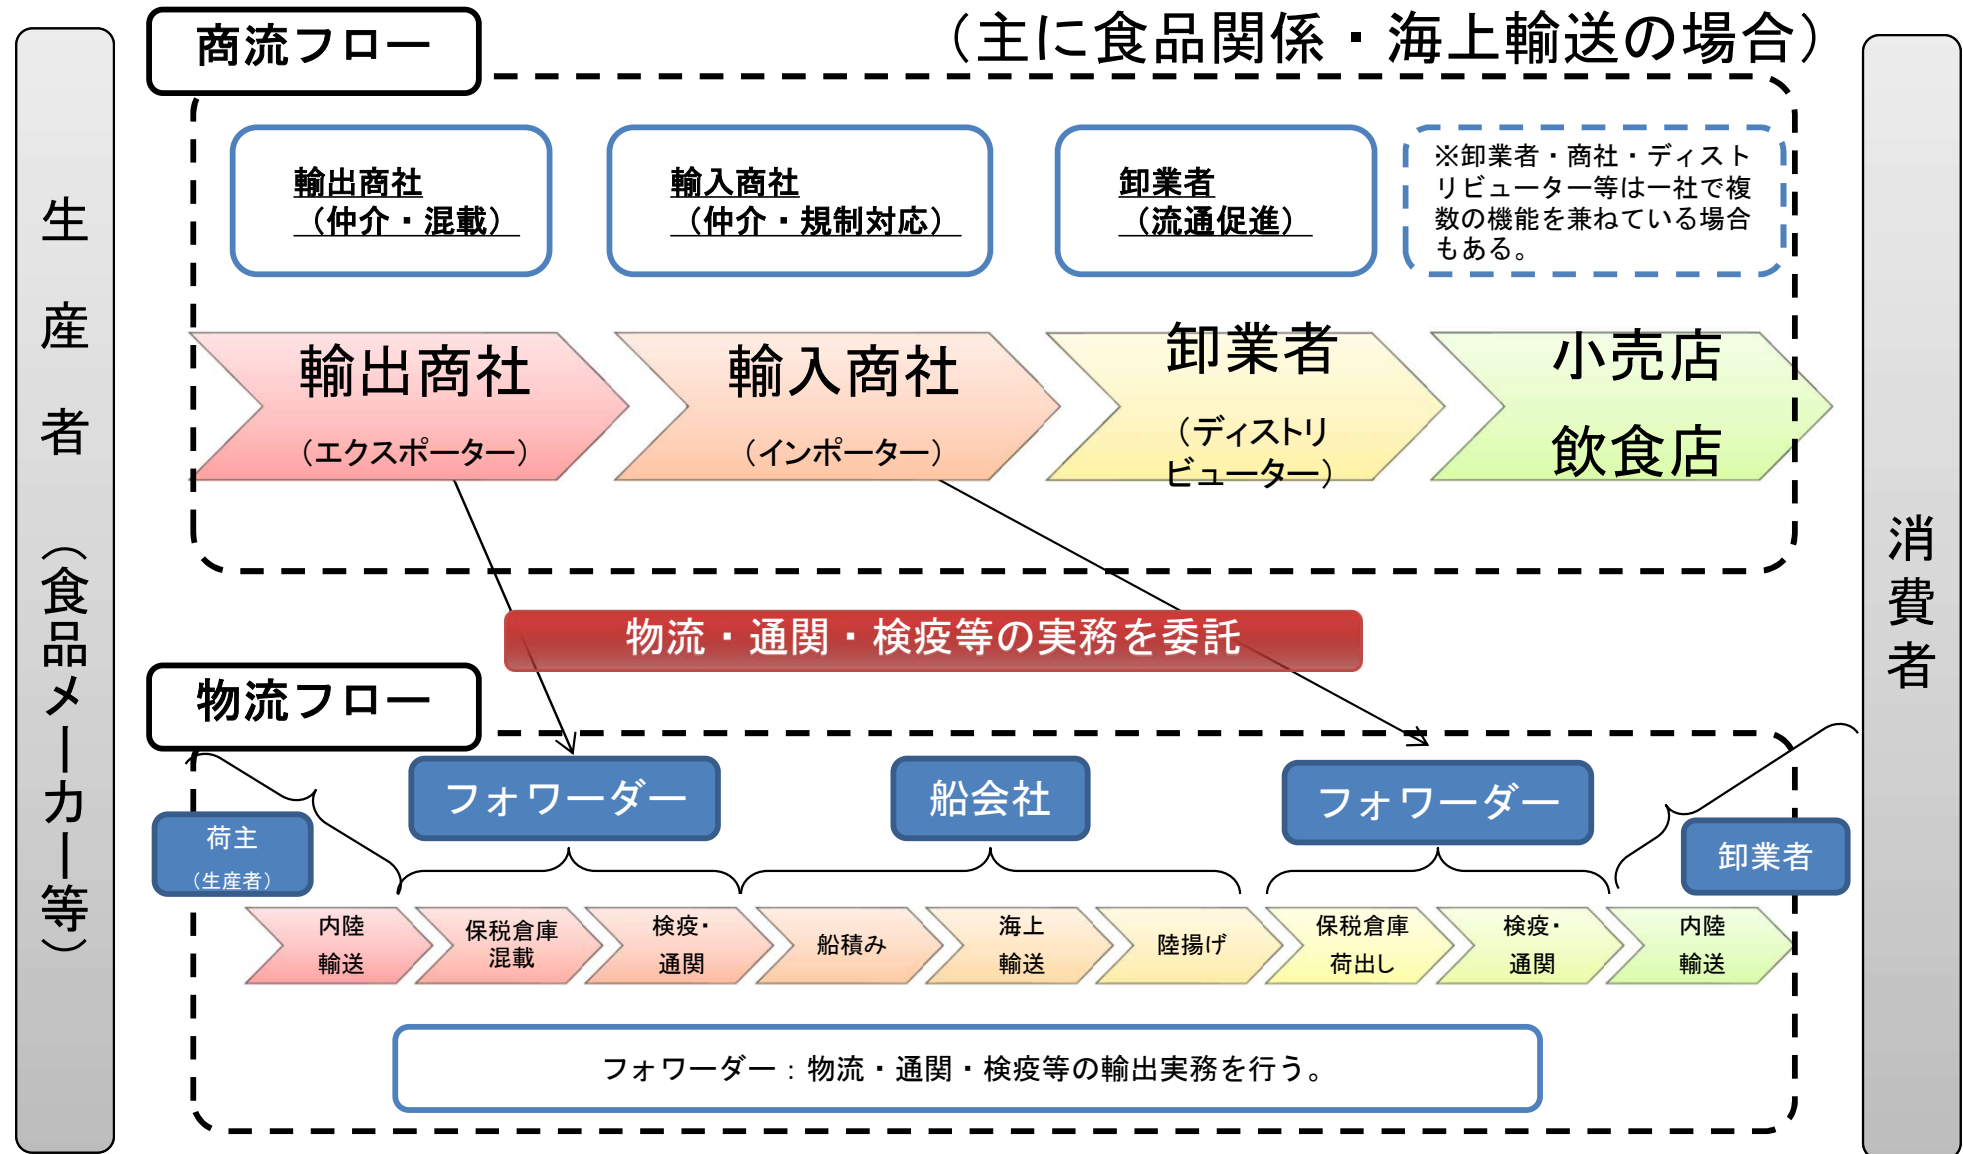 商流フロー
（主に食品関係・海上輸送の場合）
生産者（食品メーカー等）
輸出商社
（仲介・混載）
輸入商社
（仲介・規制対応）
卸業者
（流通促進）
※卸業者・商社・ディスト
リビューター等は一社で複
数の機能を兼ねている場合
もある。
輸出商社
（エクスポーター）
輸入商社
（インポーター）
卸業者
（ディストリ
ビューター）
小売店
飲食店
消費者
物流・通関・検疫等の実務を委託
物流フロー
荷主
（生産者）
フォワーダー
船会社
フォワーダー
卸業者
内陸
輸送
保税倉庫
混載
検疫・
通関
船積み
海上
輸送
陸揚げ
保税倉庫
荷出し
検疫・
通関
内陸
輸送
フォワーダー：物流・通関・検疫等の輸出実務を行う。